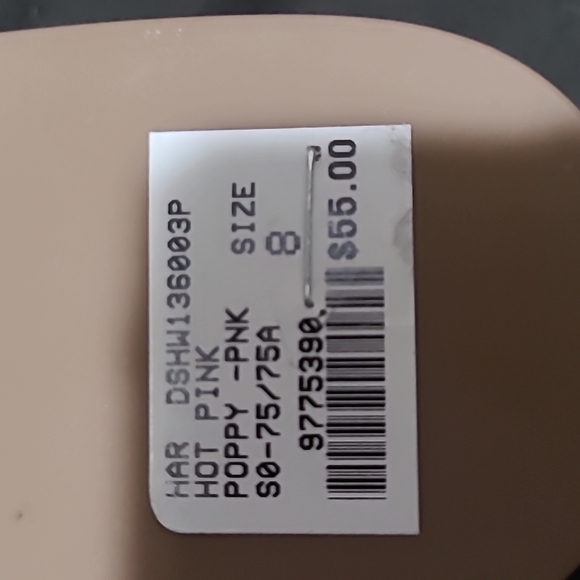 HAR DSHW136003P
HOT PINK
POPPY -PNK SIZE
S0-75/75A 8
9775390
$55.00